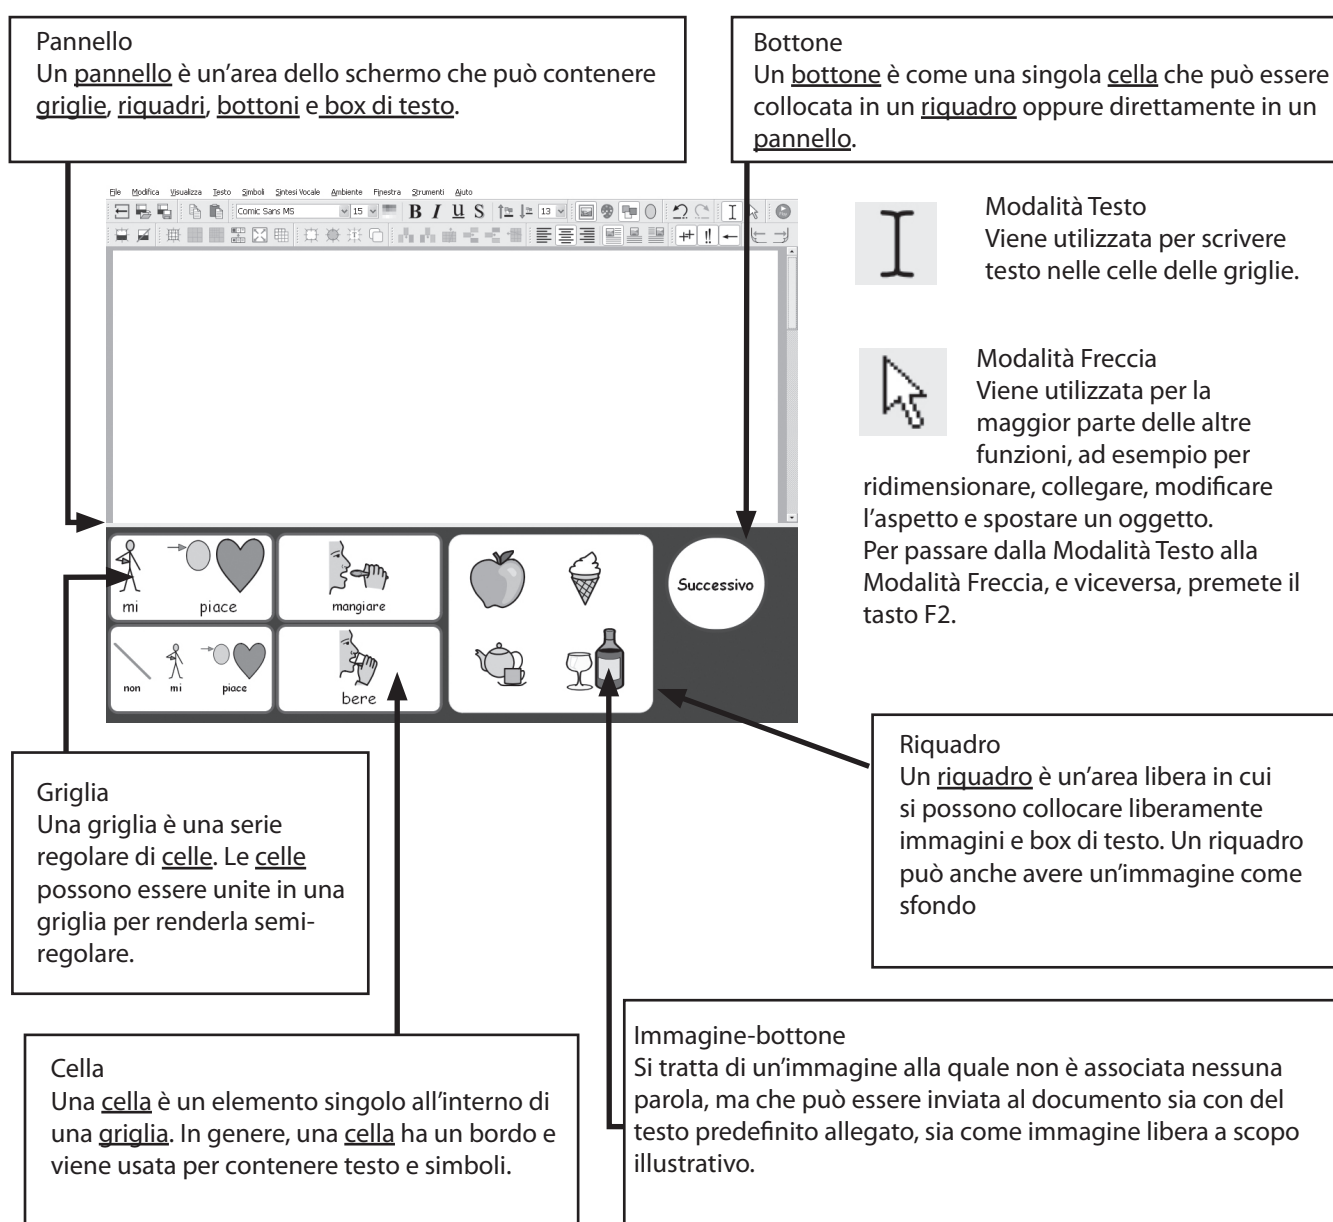 Pannello
Un pannello è un'area dello schermo che può contenere
griglie, riquadri, bottoni e box di testo.
Bottone
Un bottone è come una singola cella che può essere
collocata in un riquadro oppure direttamente in un
pannello.
File Modifica Visualizza Testo Simboli Sintesi Vocale Ambiente Finestra Strumenti Aiuto
Comic Sans MS 15 B I U S 13
Modalità Testo
Viene utilizzata per scrivere
testo nelle celle delle griglie.
Modalità Freccia
Viene utilizzata per la
maggior parte delle altre
funzioni, ad esempio per
ridimensionare, collegare, modificare
l'aspetto e spostare un oggetto.
Per passare dalla Modalità Testo alla
Modalità Freccia, e viceversa, premete il
tasto F2.
mi piace
mangiare
Successivo
non mi piace
bere
Griglia
Una griglia è una serie
regolare di celle. Le celle
possono essere unite in una
griglia per renderla semi-
regolare.
Riquadro
Un riquadro è un'area libera in cui
si possono collocare liberamente
immagini e box di testo. Un riquadro
può anche avere un'immagine come
sfondo
Cella
Una cella è un elemento singolo all'interno di
una griglia. In genere, una cella ha un bordo e
viene usata per contenere testo e simboli.
Immagine-bottone
Si tratta di un'immagine alla quale non è associata nessuna
parola, ma che può essere inviata al documento sia con del
testo predefinito allegato, sia come immagine libera a scopo
illustrativo.